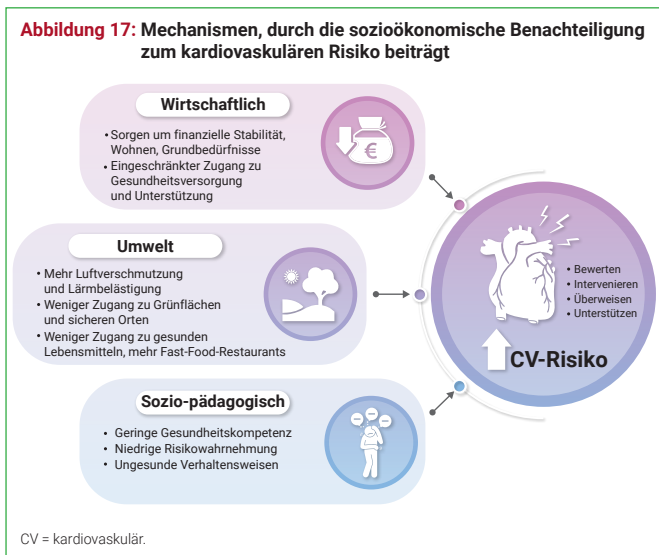 Abbildung 17: Mechanismen, durch die sozioökonomische Benachteiligung
zum kardiovaskulären Risiko beiträgt
Wirtschaftlich
• Sorgen um finanzielle Stabilität,
Wohnen, Grundbedürfnisse
• Eingeschränkter Zugang zu
Gesundheitsversorgung
und Unterstützung
€
Umwelt
• Mehr Luftverschmutzung
und Lärmbelästigung
• Weniger Zugang zu Grünflächen
und sicheren Orten
• Weniger Zugang zu gesunden
Lebensmitteln, mehr Fast-Food-Restaurants
Sozio-pädagogisch
• Geringe Gesundheitskompetenz
• Niedrige Risikowahrnehmung
• Ungesunde Verhaltensweisen
• Bewerten
• Intervenieren
• Überweisen
• Unterstützen
CV-Risiko
CV = kardiovaskulär.